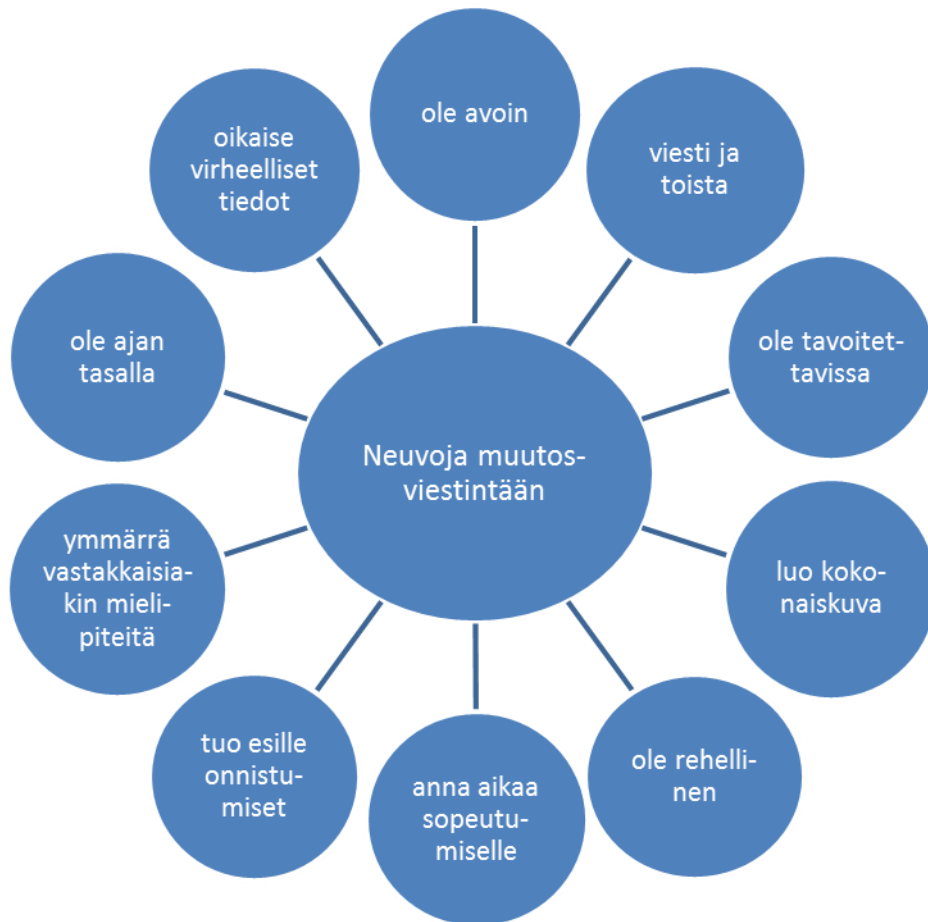 ole avoin
viesti ja
toista
ole tavoitet-
tavissa
luo koko-
naiskuva
ole rehelli-
nen
anna aikaa
sopeutu-
miselle
tuo esille
onnistu-
miset
ymmärrä
vastakkaisia-
kin mieli-
piteitä
ole ajan
tasalla
oikaise
virheelliset
tiedot
Neuvoja muutos-
viestintään